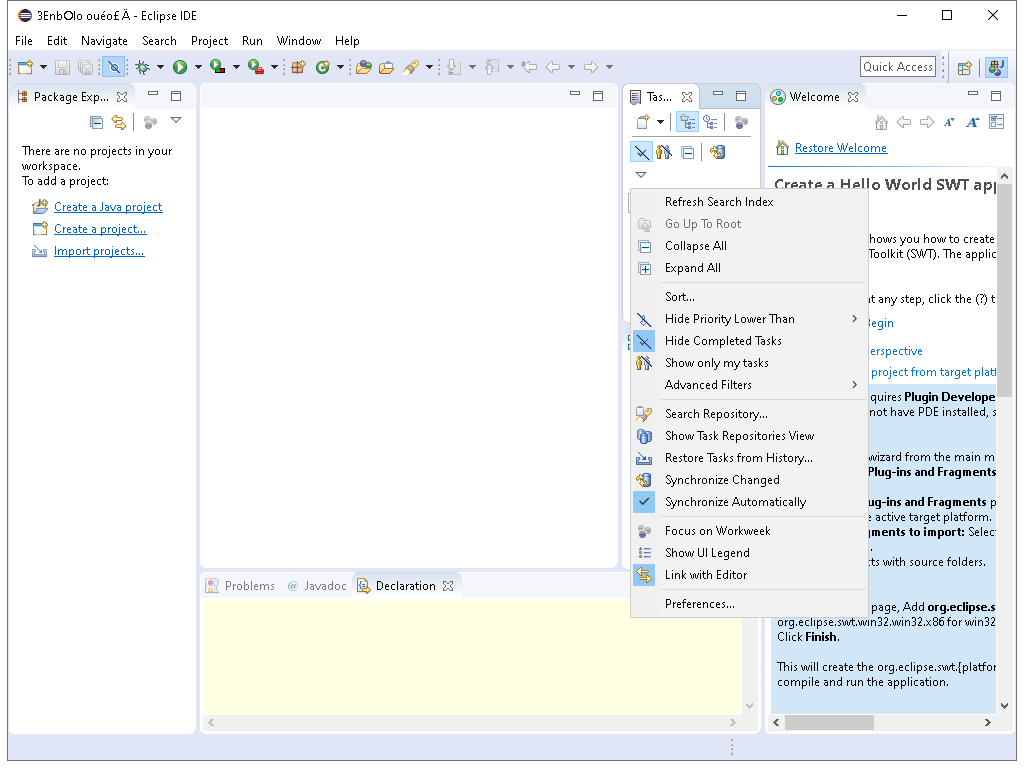 3EnbOlo ouéo£Ä - Eclipse IDE
File Edit Navigate Search Project Run Window Help
Quick Access
Package Exp...
There are no projects in your
workspace.
To add a project:
Create a Java project
Create a project...
Import projects...
Tas...
Refresh Search Index
Go Up To Root
Collapse All
Expand All
Sort...
Hide Priority Lower Than
Hide Completed Tasks
Show only my tasks
Advanced Filters
Search Repository...
Show Task Repositories View
Restore Tasks from History...
Synchronize Changed
Synchronize Automatically
Focus on Workweek
Show UI Legend
Link with Editor
Preferences...
Welcome
Restore Welcome
Create a Hello World SWT app
hows you how to create
Toolkit (SWT). The applic
t any step, click the (?) t
Begin
erspective
project from target platf
quires Plugin Develope
not have PDE installed, s
wizard from the main m
Plug-ins and Fragments
ug-ins and Fragments p
e active target platform.
gments to import: Selec
cts with source folders.
page, Add org.eclipse.s
org.eclipse.swt.win32.win32.x86 for win32
Click Finish.
This will create the org.eclipse.swt.{platfor
compile and run the application.
Problems @ Javadoc Declaration